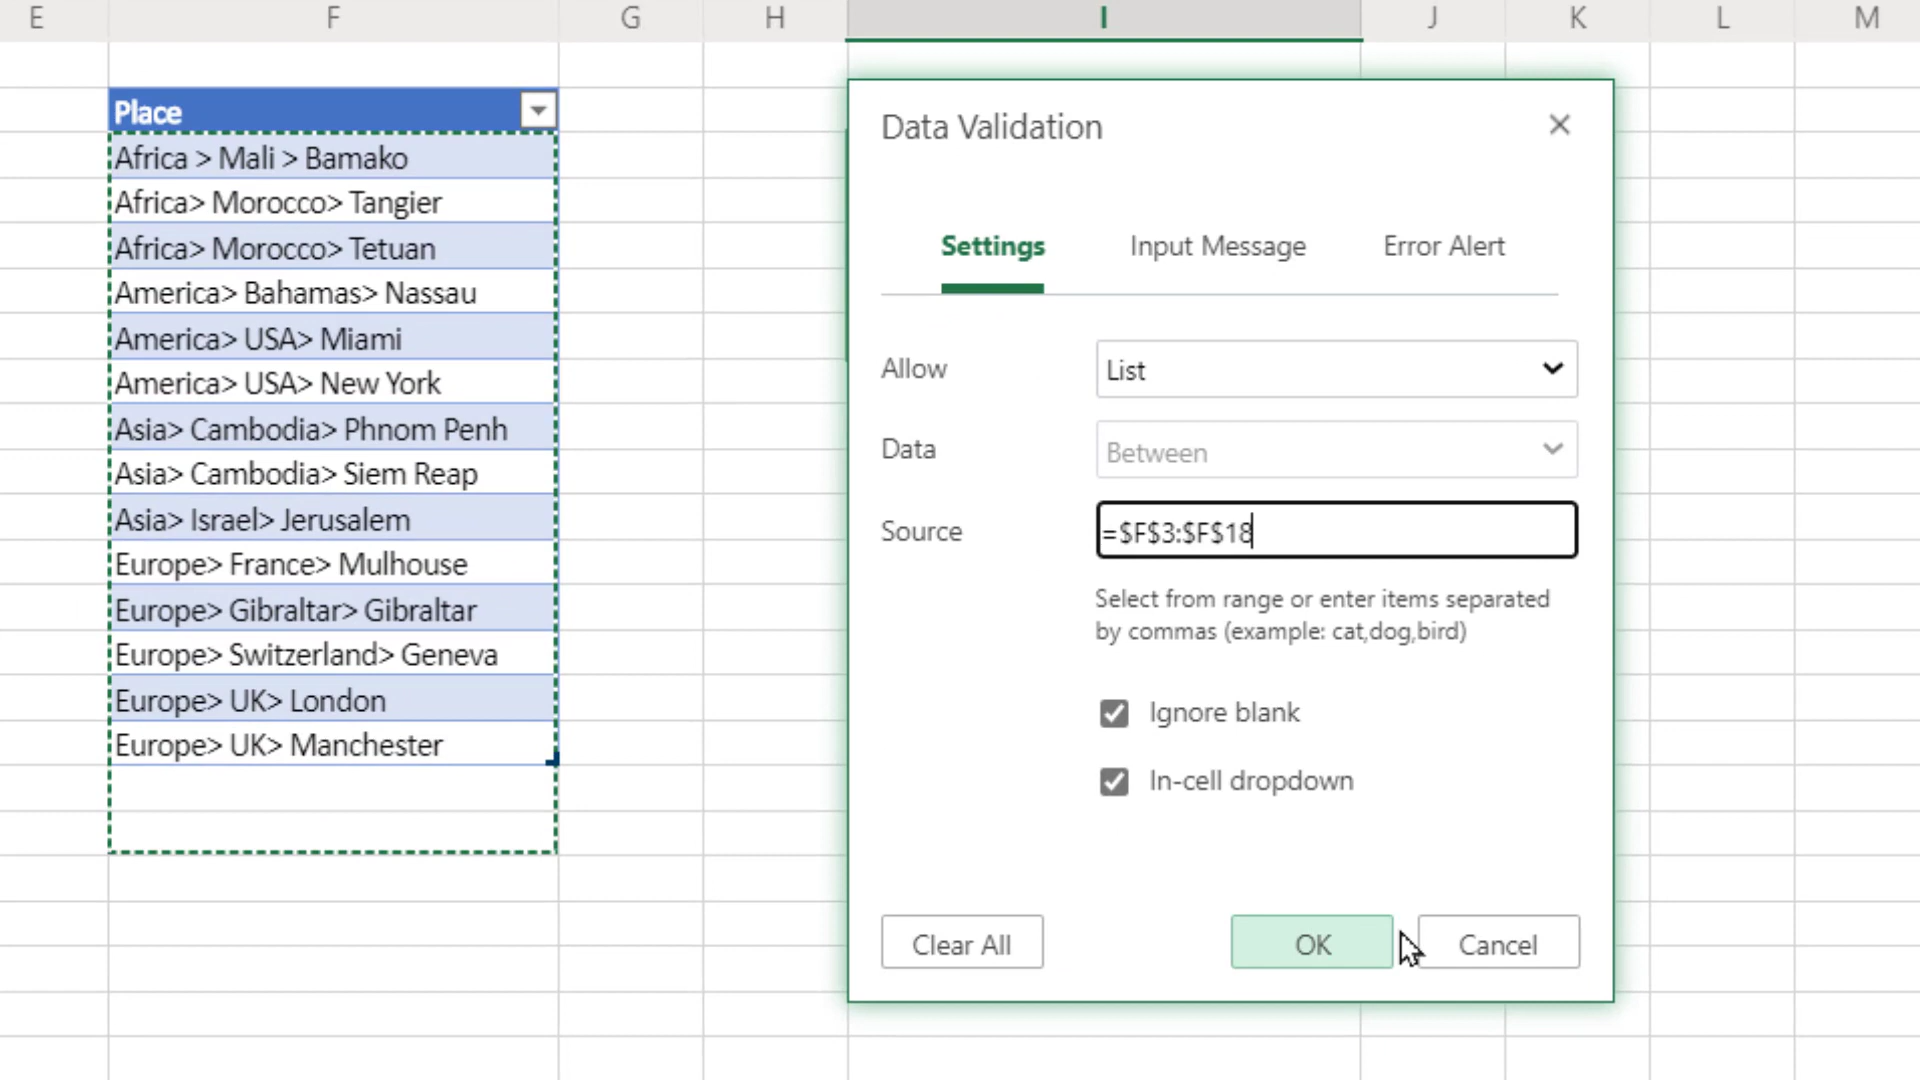 E F G H I J K L M
Place
Africa > Mali > Bamako
Africa> Morocco> Tangier
Africa> Morocco> Tetuan
America> Bahamas> Nassau
America> USA> Miami
America> USA> New York
Asia> Cambodia> Phnom Penh
Asia> Cambodia> Siem Reap
Asia> Israel> Jerusalem
Europe> France> Mulhouse
Europe> Gibraltar> Gibraltar
Europe> Switzerland> Geneva
Europe> UK> London
Europe> UK> Manchester
Data Validation
Settings Input Message Error Alert
Allow List
Data Between
Source =$F$3:$F$18
Select from range or enter items separated
by commas (example: cat,dog,bird)
Ignore blank
In-cell dropdown
Clear All OK Cancel